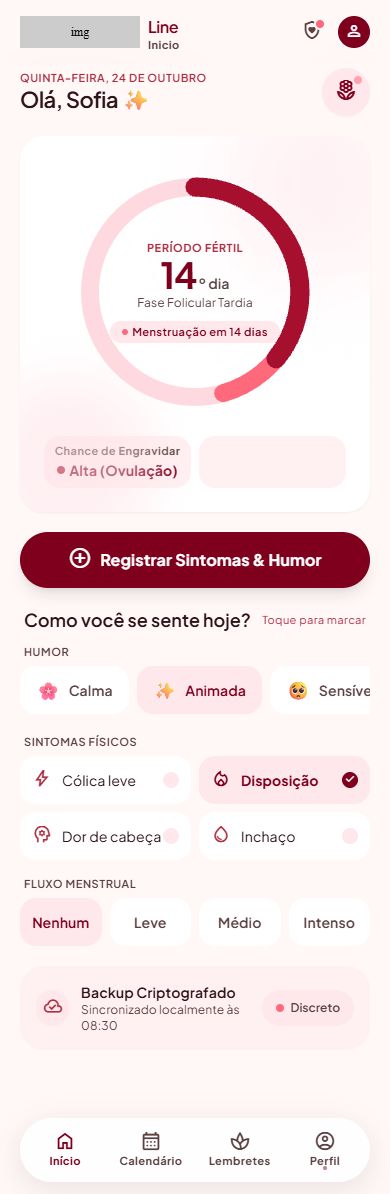 img
Line
Inicio
QUINTA-FEIRA, 24 DE OUTUBRO
Olá, Sofia ✨
PERÍODO FÉRTIL
14º dia
Fase Folicular Tardia
Menstruação em 14 dias
Chance de Engravidar
Alta (Ovulação)
Registrar Sintomas & Humor
Como você se sente hoje? Toque para marcar
HUMOR
🌸 Calma ✨ Animada 🥺 Sensíve
SINTOMAS FÍSICOS
Cólica leve Disposição
Dor de cabeça Inchaço
FLUXO MENSTRUAL
Nenhum Leve Médio Intenso
Backup Criptografado
Sincronizado localmente às
08:30
Discreto
Início Calendário Lembretes Perfil